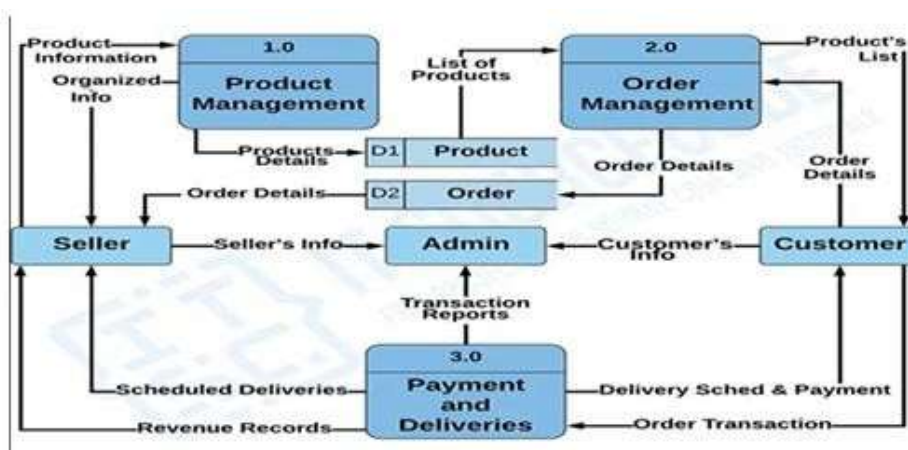 Product
Information
1.0
Product
Management
Organized
Info
List of
Products
2.0
Order
Management
Product's
List
Products
Details
D1 Product
Order Details
Order
Details
Order Details
D2 Order
Seller
Seller's Info
Admin
Customer's
Info
Customer
Transaction
Reports
3.0
Payment
and
Deliveries
Scheduled Deliveries
Delivery Sched & Payment
Revenue Records
Order Transaction